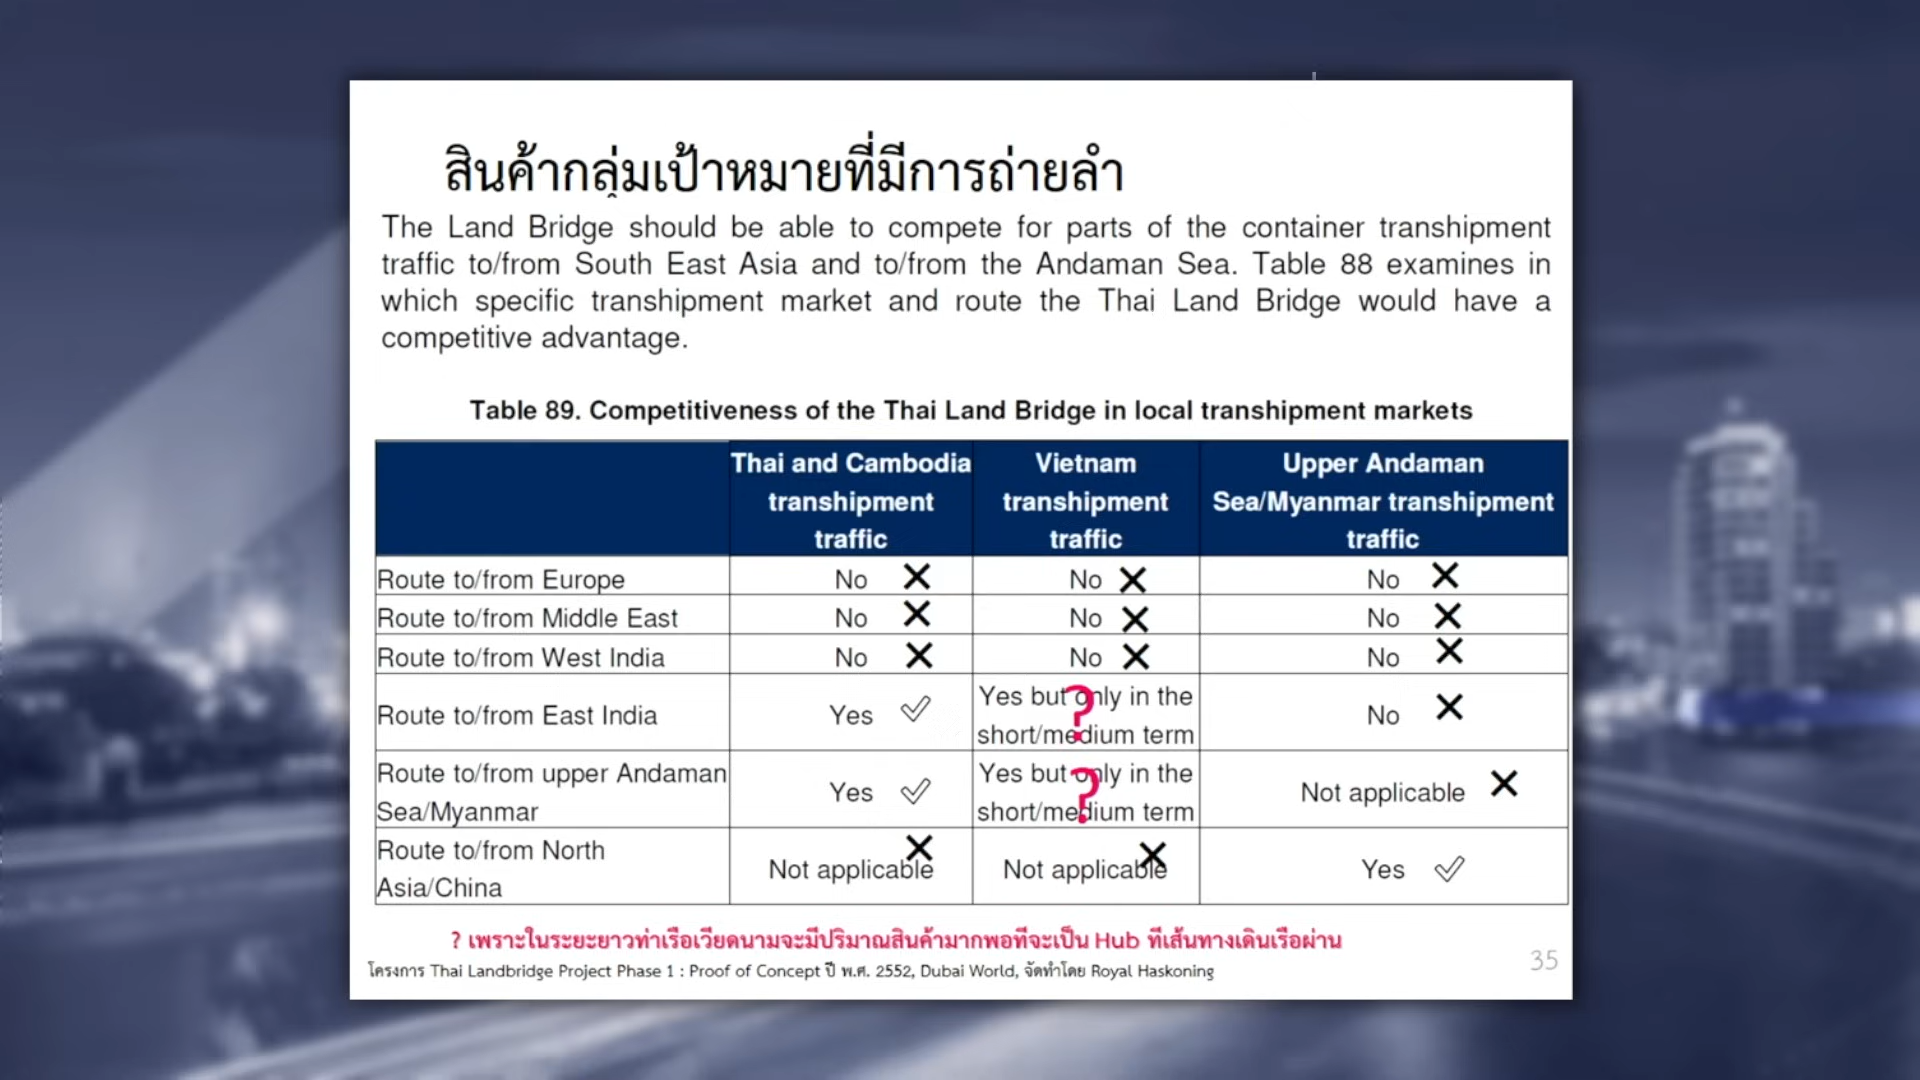 สินค้ากลุ่มเป้าหมายที่มีการถ่ายลำ
The Land Bridge should be able to compete for parts of the container transhipment
traffic to/from South East Asia and to/from the Andaman Sea. Table 88 examines in
which specific transhipment market and route the Thai Land Bridge would have a
competitive advantage.
Table 89. Competitiveness of the Thai Land Bridge in local transhipment markets
Thai and Cambodia transhipment traffic
Vietnam transhipment traffic
Upper Andaman Sea/Myanmar transhipment traffic
Route to/from Europe No No No
Route to/from Middle East No No No
Route to/from West India No No No
Route to/from East India Yes Yes but only in the short/medium term ? No
Route to/from upper Andaman Sea/Myanmar Yes Yes but only in the short/medium term ? Not applicable
Route to/from North Asia/China Not applicable Not applicable Yes
? เพราะในระยะยาวท่าเรือเวียดนามจะมีปริมาณสินค้ามากพอที่จะเป็น Hub ที่เส้นทางเดินเรือผ่าน
โครงการ Thai Landbridge Project Phase 1 : Proof of Concept ปี พ.ศ. 2552, Dubai World, จัดทำโดย Royal Haskoning
35